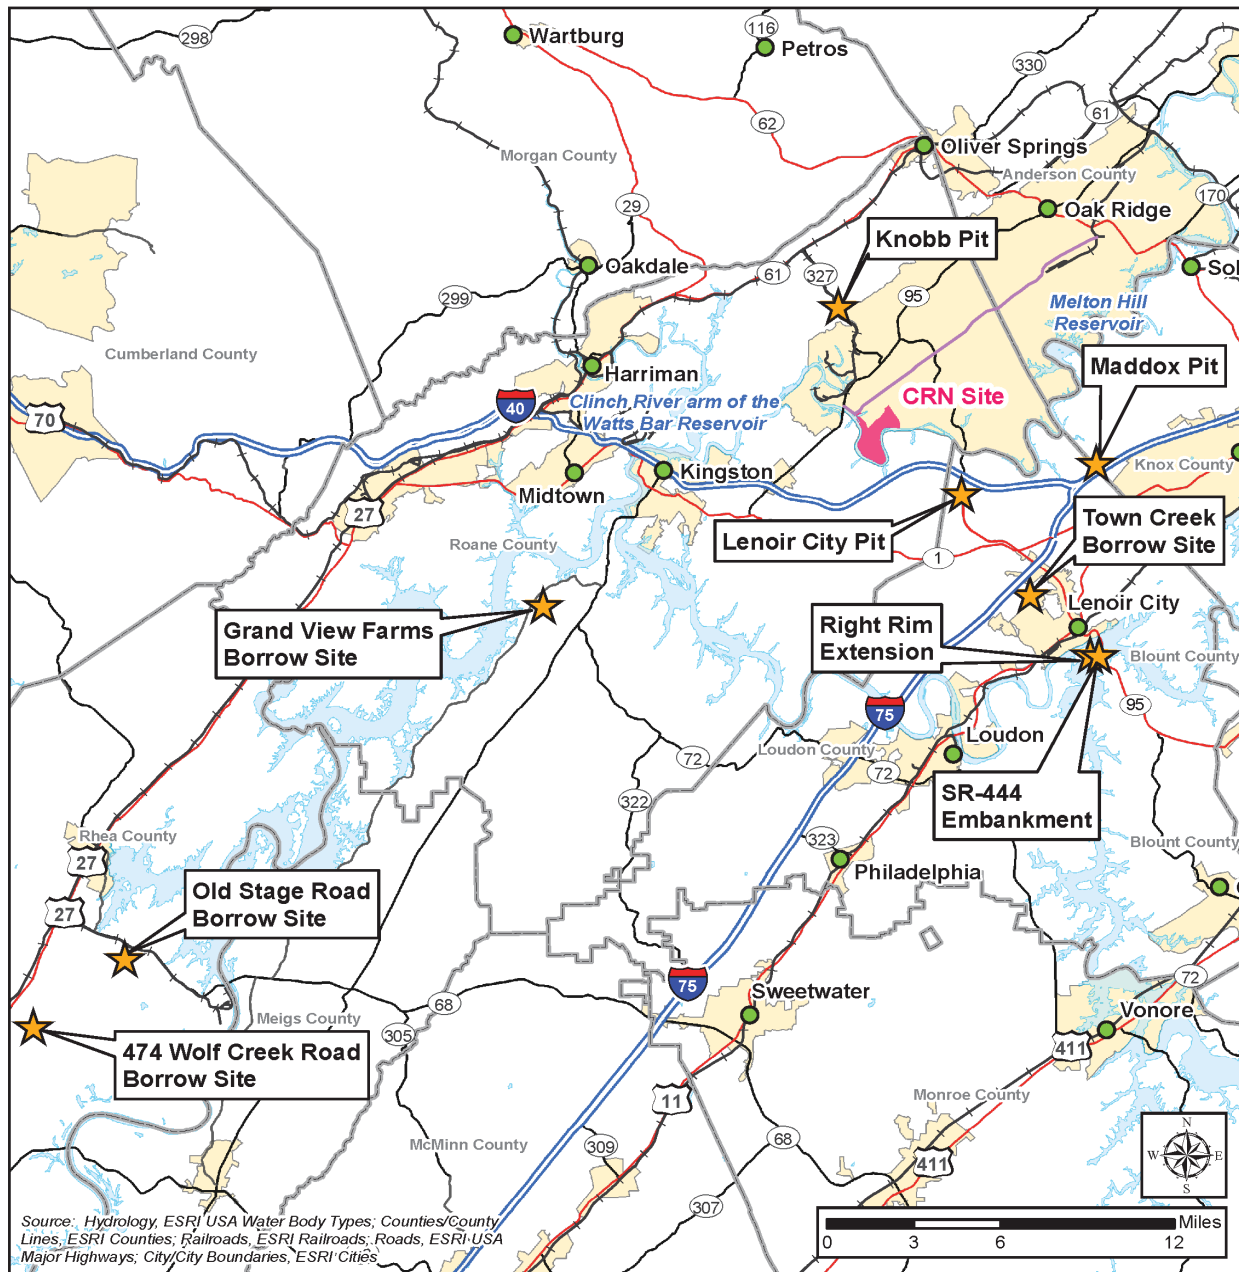 298
Wartburg
116
Petros
330
62
61
Oliver Springs
Morgan County
Anderson County
170
29
Oak Ridge
Knobb Pit
Oakdale
61
327
Sol
299
95
Melton Hill
Reservoir
Cumberland County
Harriman
Maddox Pit
40
Clinch River arm of the
Watts Bar Reservoir
CRN Site
70
Kingston
Knox County
Midtown
27
Town Creek
Borrow Site
Lenoir City Pit
Roane County
1
Lenoir City
Grand View Farms
Borrow Site
Right Rim
Extension
Blount County
75
95
Loudon
72
Loudon County
72
SR-444
Embankment
322
323
Rhea County
Blount County
27
Philadelphia
Old Stage Road
Borrow Site
27
72
75
Sweetwater
68
Vonore
Meigs County
305
411
474 Wolf Creek Road
Borrow Site
11
Monroe County
McMinn County
309
68
411
N
W
E
S
307
Source: Hydrology, ESRI USA Water Body Types; Counties/County
Lines, ESRI Counties; Railroads, ESRI Railroads; Roads, ESRI USA
Major Highways; City/City Boundaries, ESRI Cities
Miles
0
3
6
12